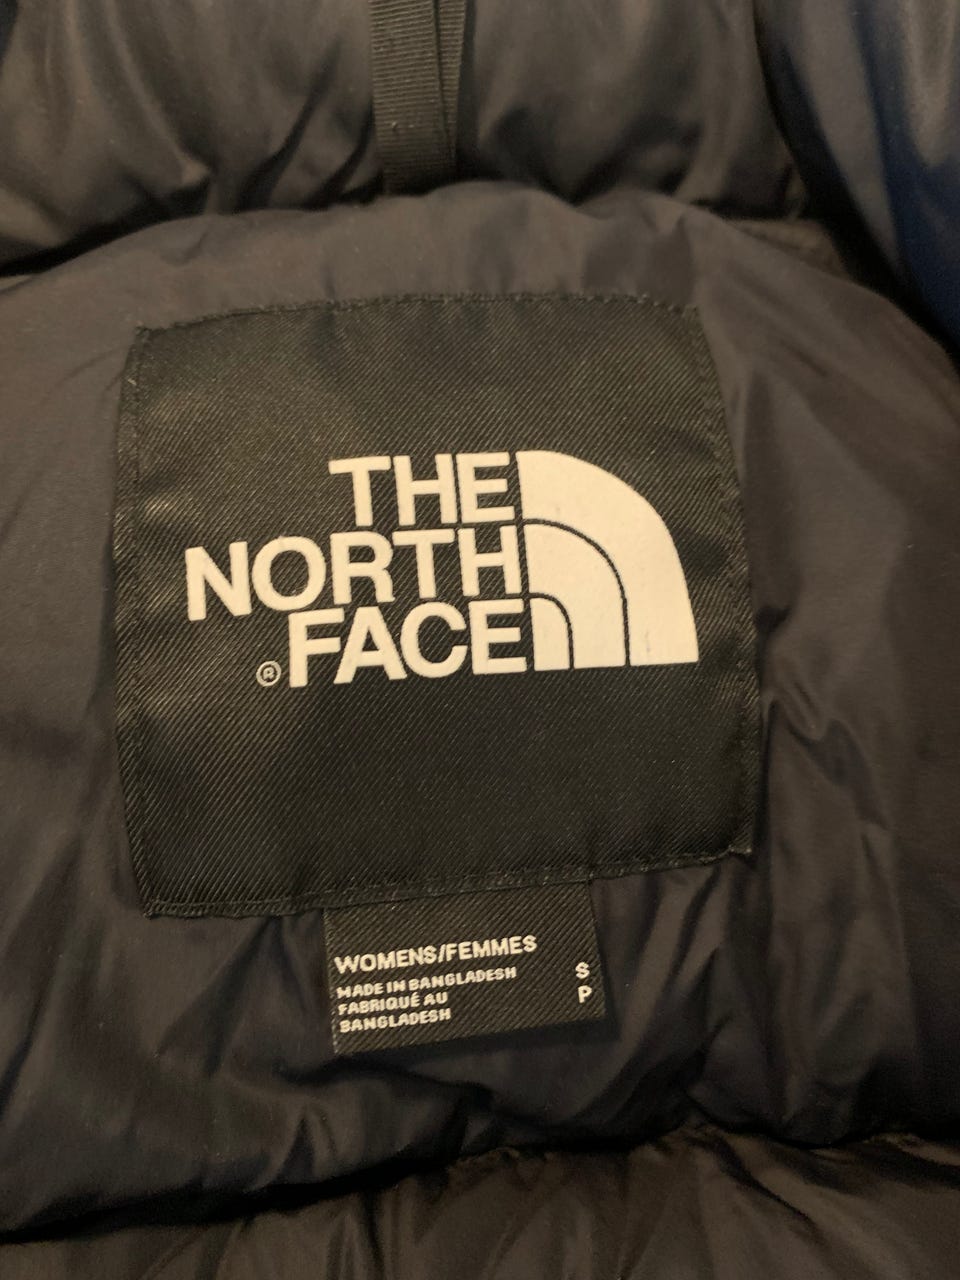 THE
NORTH
FACE
®
WOMENS/FEMMES
MADE IN BANGLADESH
FABRIQUÉ AU
BANGLADESH
S
P